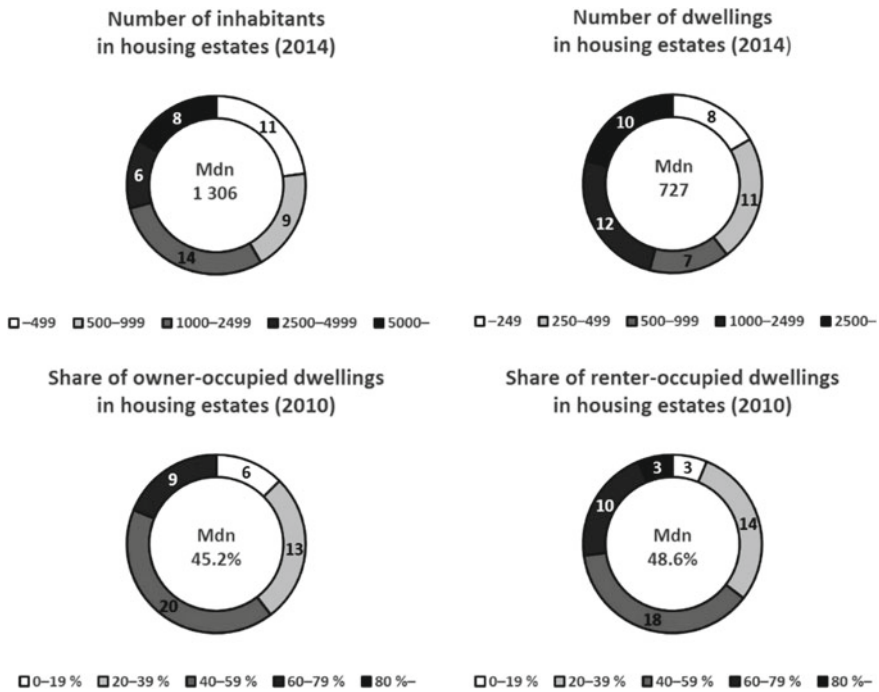 Number of inhabitants
in housing estates (2014)
8
11
6
Mdn
1 306
9
14
□ –499 □ 500–999 ■ 1000–2499 ■ 2500–4999 ■ 5000–
Number of dwellings
in housing estates (2014)
10
8
Mdn
727
11
12
7
□ –249 □ 250–499 ■ 500–999 ■ 1000–2499 ■ 2500–
Share of owner-occupied dwellings
in housing estates (2010)
9
6
Mdn
45.2%
13
20
□ 0–19 % □ 20–39 % ■ 40–59 % ■ 60–79 % ■ 80 %–
Share of renter-occupied dwellings
in housing estates (2010)
3
3
10
14
Mdn
48.6%
18
□ 0–19 % □ 20–39 % ■ 40–59 % ■ 60–79 % ■ 80 %–